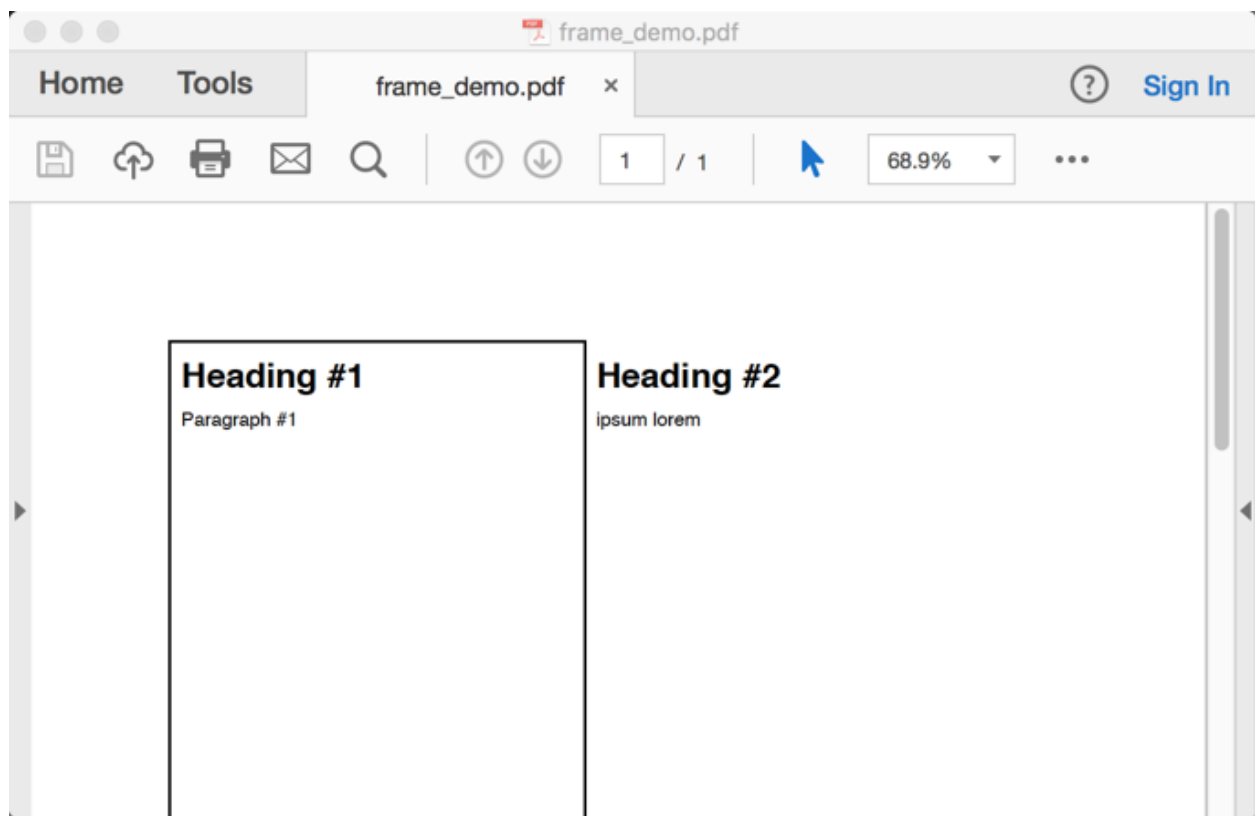 frame_demo.pdf
Home Tools frame_demo.pdf × ? Sign In
1 / 1 68.9%
Heading #1
Paragraph #1
Heading #2
ipsum lorem